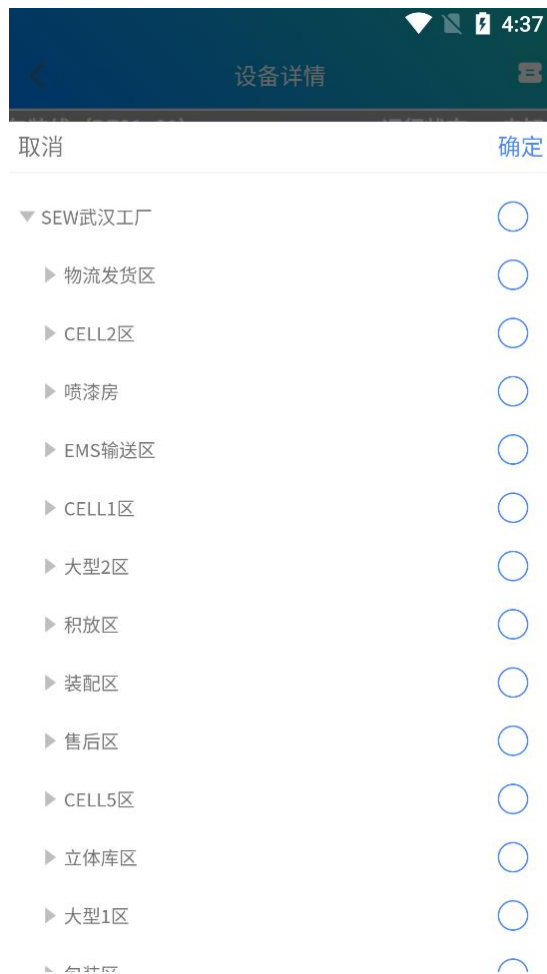 4:37
设备详情
取消
确定
SEW武汉工厂
物流发货区
CELL2区
喷漆房
EMS输送区
CELL1区
大型2区
积放区
装配区
售后区
CELL5区
立体库区
大型1区
包装区